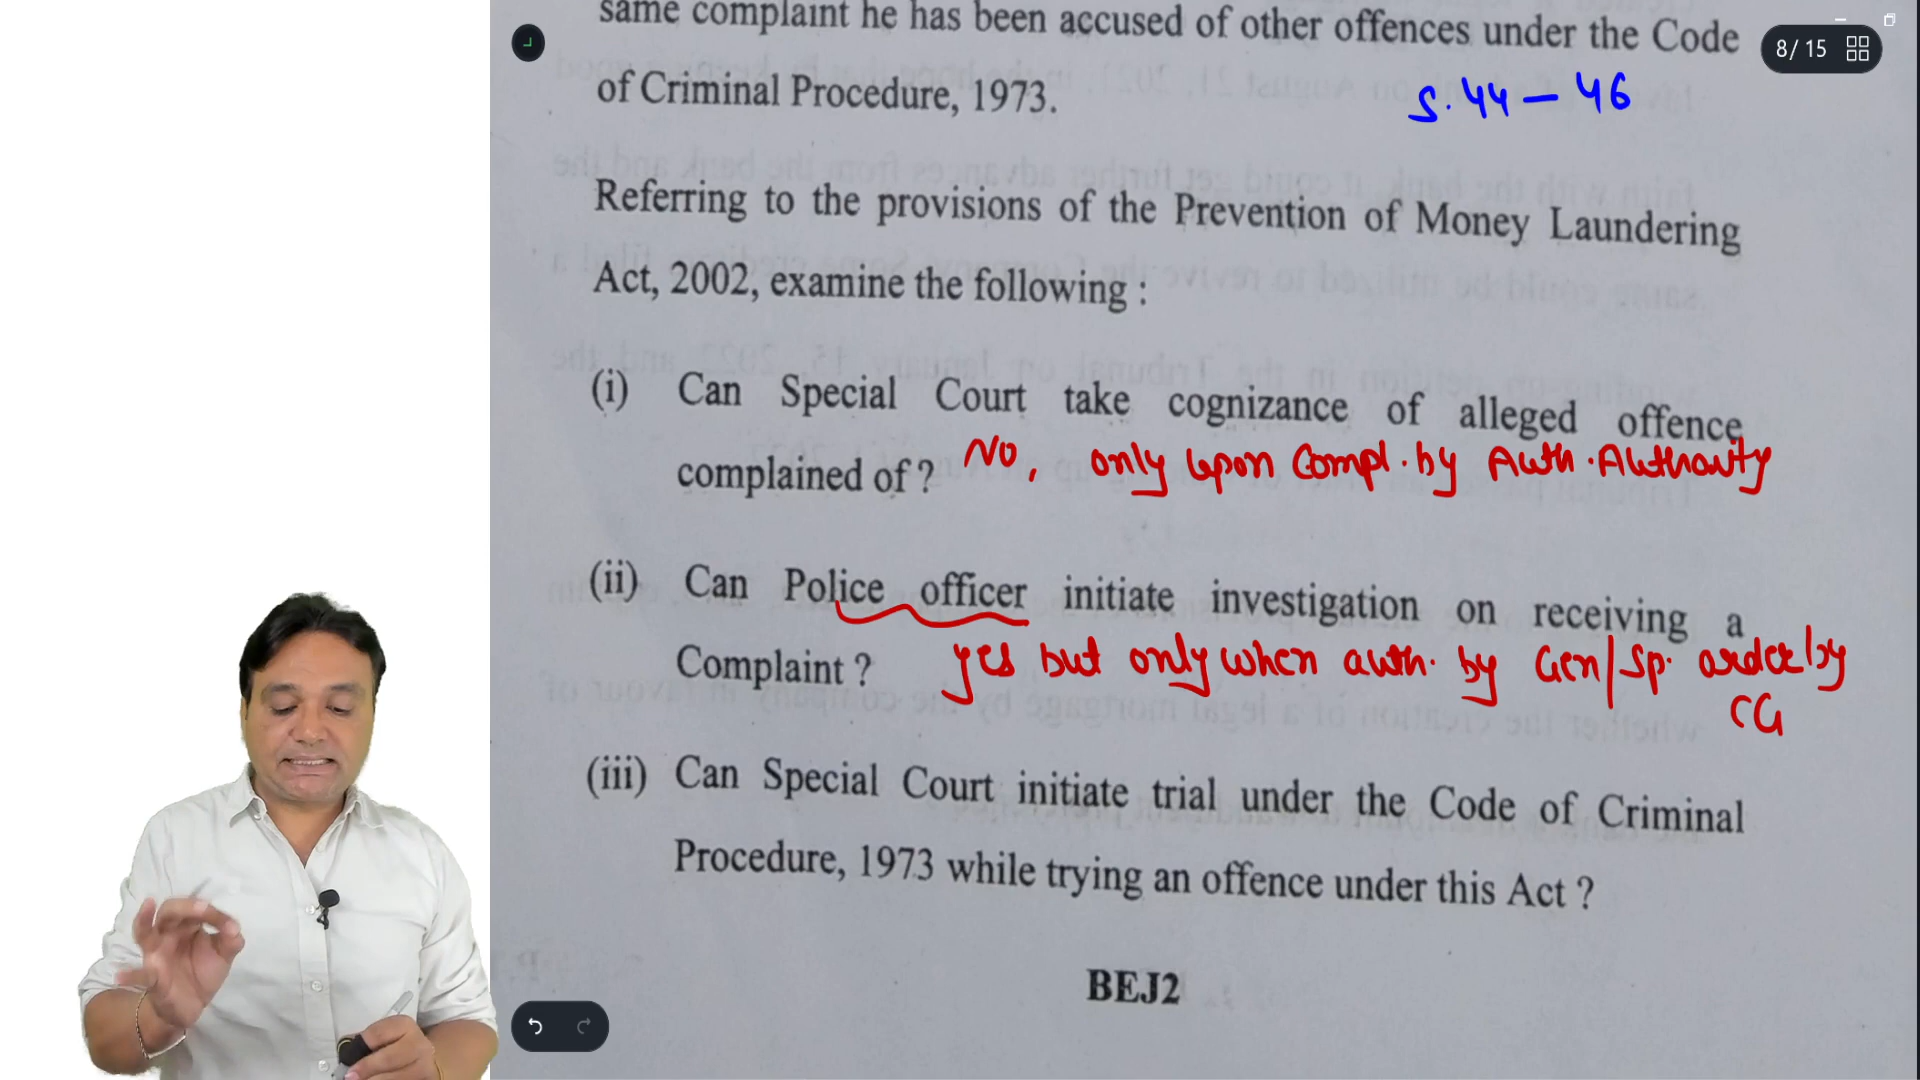 same complaint he has been accused of other offences under the Code
8/ 15
of Criminal Procedure, 1973.
S. 44 – 46
Referring to the provisions of the Prevention of Money Laundering
Act, 2002, examine the following :
(i) Can Special Court take cognizance of alleged offence
complained of ? No, only upon Compl. by Auth. Authority
(ii) Can Police officer initiate investigation on receiving a
Complaint ? yes but only when auth. by Gen/Sp. order by
CG
(iii) Can Special Court initiate trial under the Code of Criminal
Procedure, 1973 while trying an offence under this Act ?
BEJ2